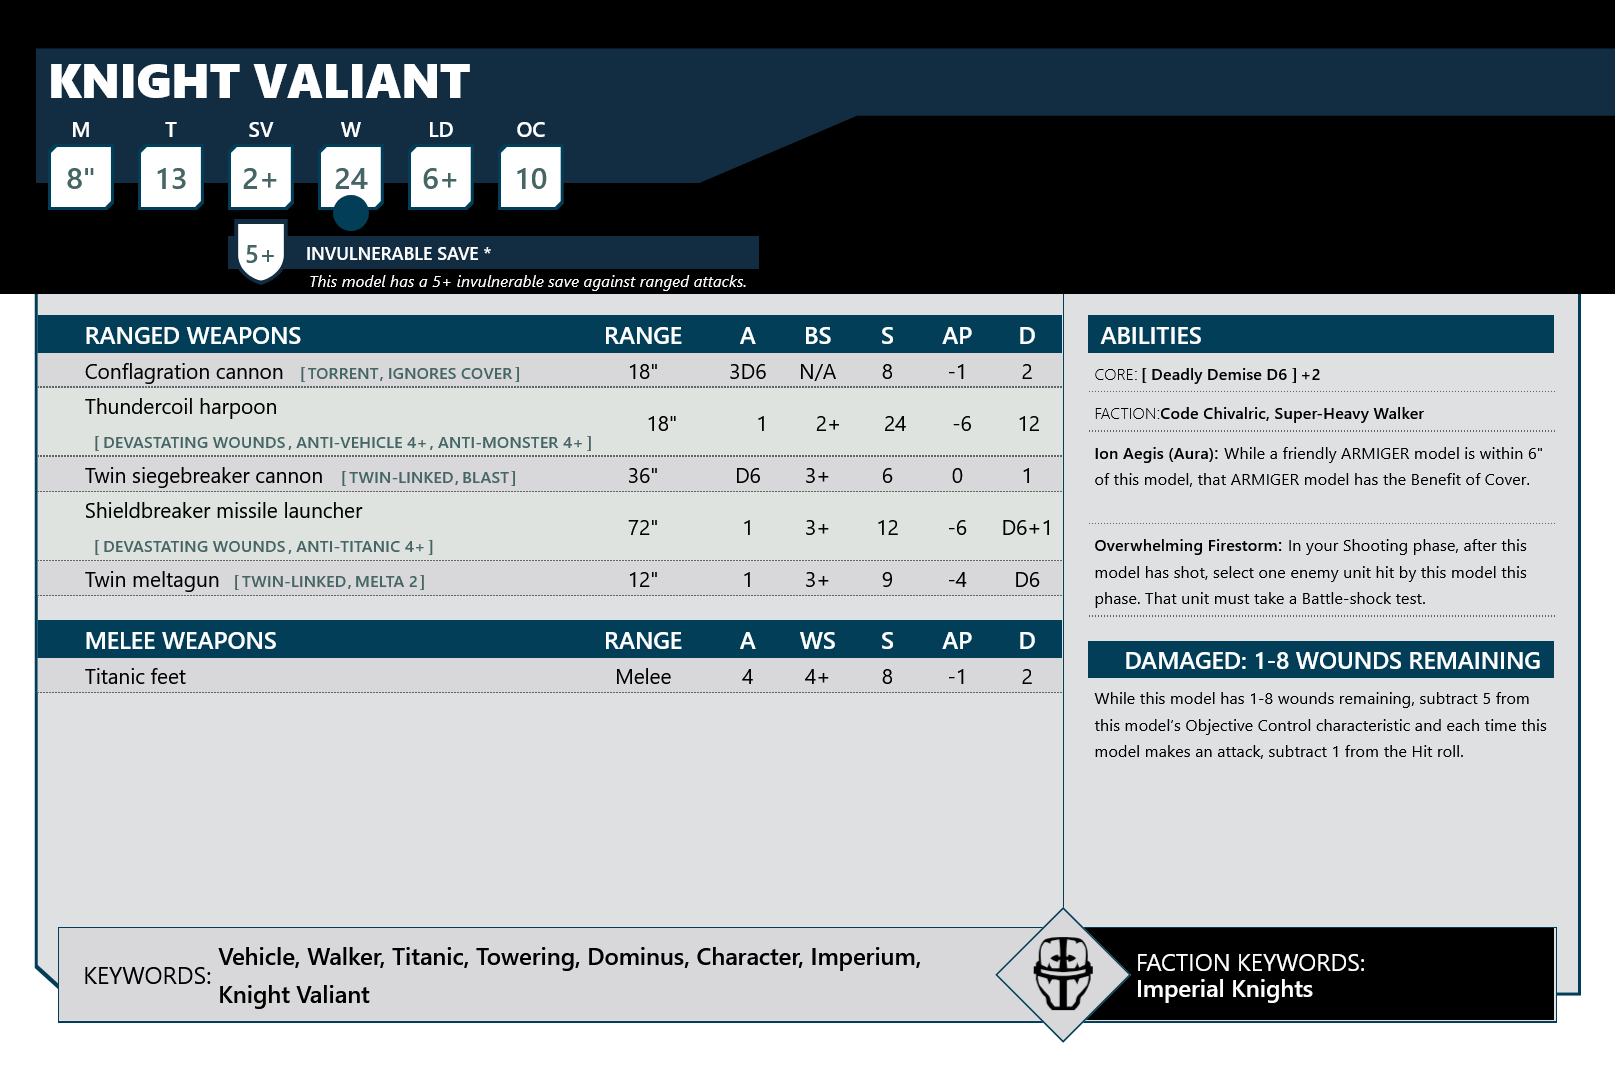 KNIGHT VALIANT
M T SV W LD OC
8" 13 2+ 24 6+ 10
5+ INVULNERABLE SAVE *
This model has a 5+ invulnerable save against ranged attacks.
RANGED WEAPONS RANGE A BS S AP D
Conflagration cannon [TORRENT, IGNORES COVER] 18" 3D6 N/A 8 -1 2
Thundercoil harpoon
[DEVASTATING WOUNDS, ANTI-VEHICLE 4+, ANTI-MONSTER 4+] 18" 1 2+ 24 -6 12
Twin siegebreaker cannon [TWIN-LINKED, BLAST] 36" D6 3+ 6 0 1
Shieldbreaker missile launcher
[DEVASTATING WOUNDS, ANTI-TITANIC 4+] 72" 1 3+ 12 -6 D6+1
Twin meltagun [TWIN-LINKED, MELTA 2] 12" 1 3+ 9 -4 D6
MELEE WEAPONS RANGE A WS S AP D
Titanic feet Melee 4 4+ 8 -1 2
ABILITIES
CORE: [ Deadly Demise D6 ] +2
FACTION:Code Chivalric, Super-Heavy Walker
Ion Aegis (Aura): While a friendly ARMIGER model is within 6"
of this model, that ARMIGER model has the Benefit of Cover.
Overwhelming Firestorm: In your Shooting phase, after this
model has shot, select one enemy unit hit by this model this
phase. That unit must take a Battle-shock test.
DAMAGED: 1-8 WOUNDS REMAINING
While this model has 1-8 wounds remaining, subtract 5 from
this model's Objective Control characteristic and each time this
model makes an attack, subtract 1 from the Hit roll.
KEYWORDS: Vehicle, Walker, Titanic, Towering, Dominus, Character, Imperium,
Knight Valiant
FACTION KEYWORDS:
Imperial Knights